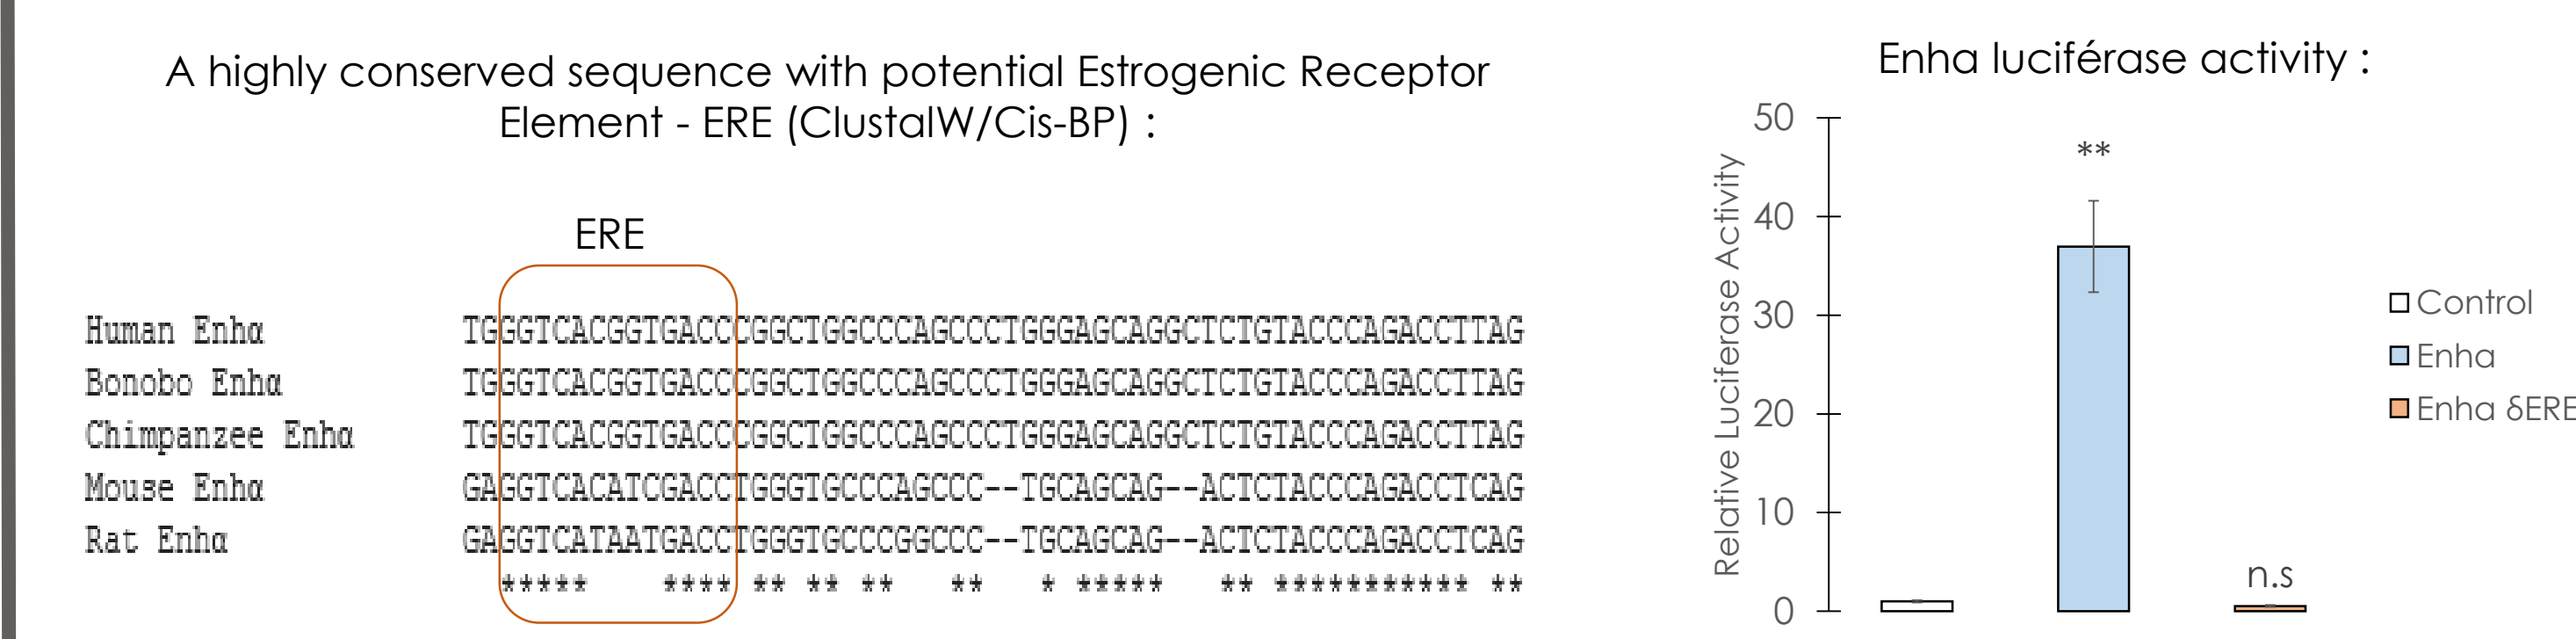 A highly conserved sequence with potential Estrogenic Receptor
Element - ERE (ClustalW/Cis-BP) :
ERE
Human Enhα TGGGTCACGGTGACCCGGCTGGCCCAGCCCTGGGAGCAGGCTCTGTACCCAGACCTTAG
Bonobo Enhα TGGGTCACGGTGACCCGGCTGGCCCAGCCCTGGGAGCAGGCTCTGTACCCAGACCTTAG
Chimpanzee Enhα TGGGTCACGGTGACCCGGCTGGCCCAGCCCTGGGAGCAGGCTCTGTACCCAGACCTTAG
Mouse Enhα GAGGTCACATCGACCTGGGTGCCCAGCCC--TGCAGCAG--ACTCTACCCAGACCTCAG
Rat Enhα GAGGTCATAATGACCTGGGTGCCCGGCCC--TGCAGCAG--ACTCTACCCAGACCTCAG
***** **** ** ** ** ** * ***** ** *********** **
Enha luciférase activity :
Relative Luciferase Activity
50
40
30
20
10
0
**
n.s
Control
Enha
Enha δERE